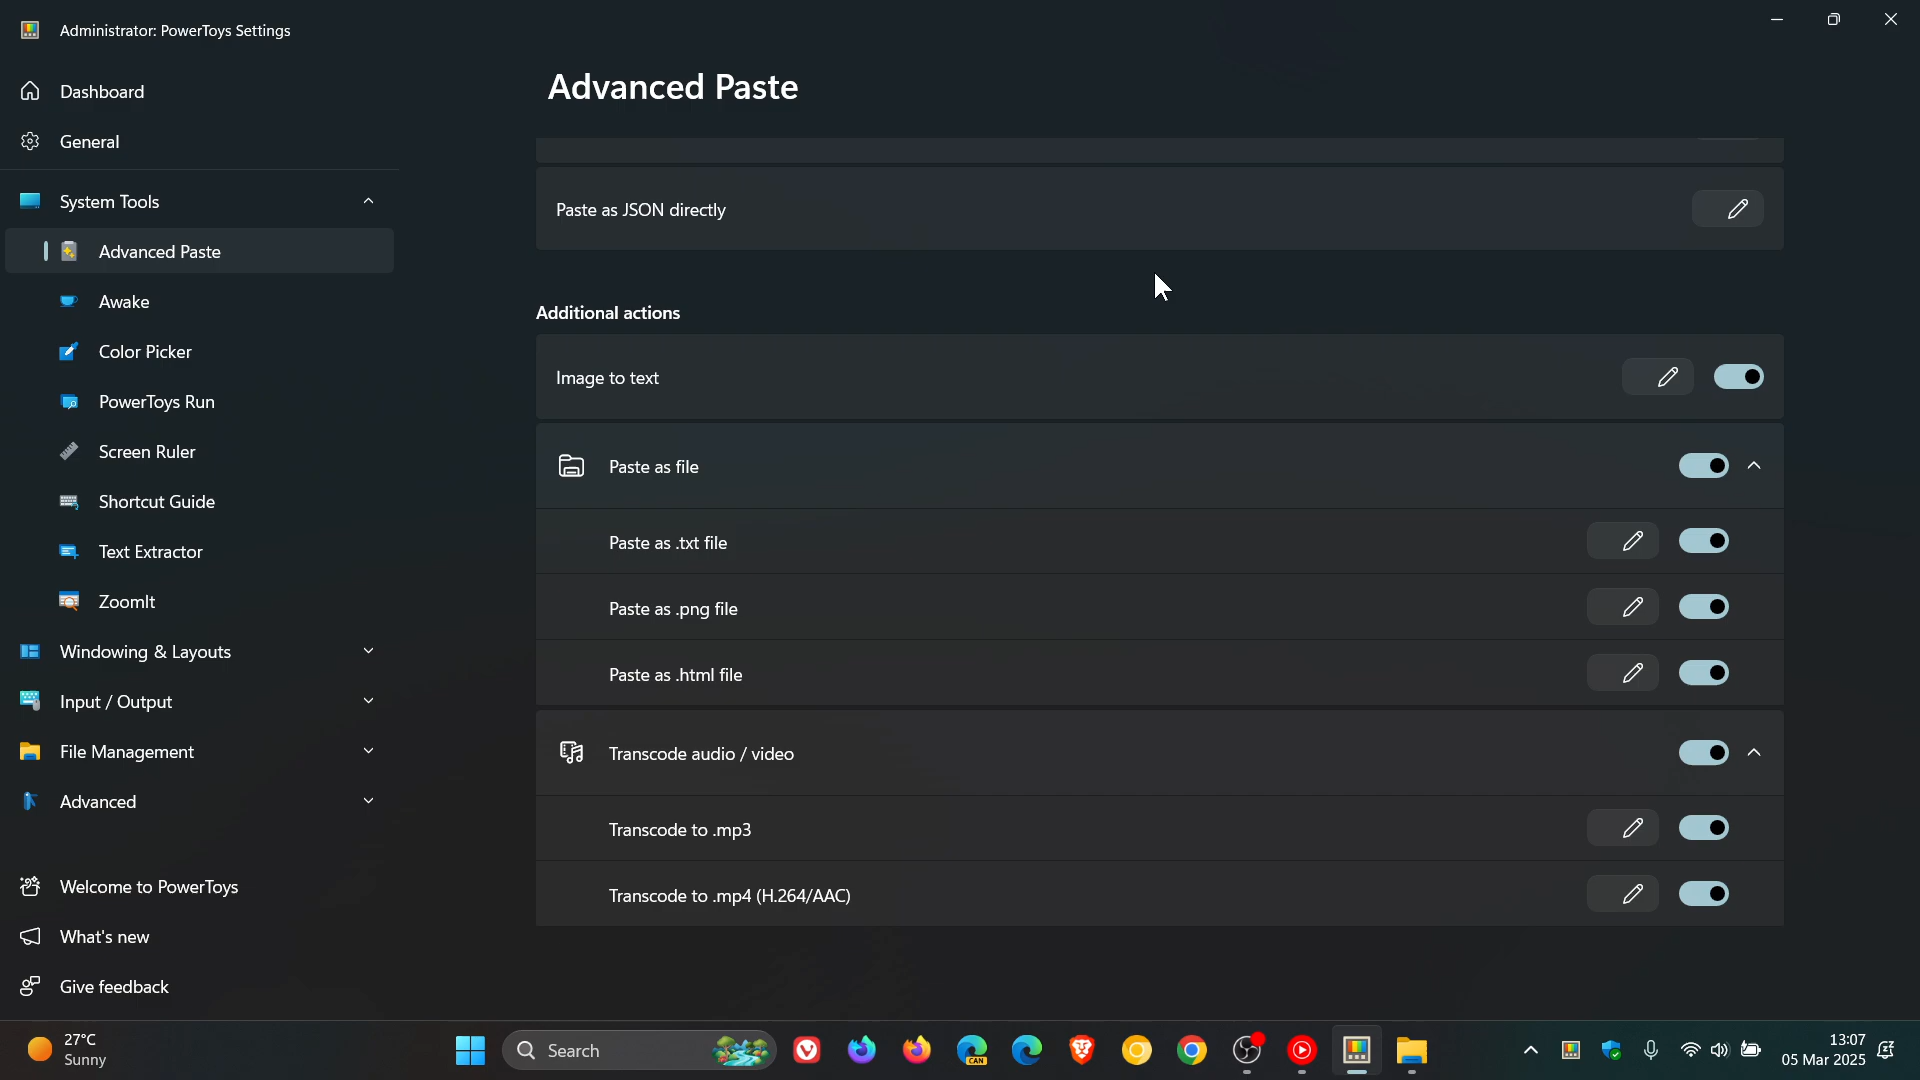 Administrator: PowerToys Settings
Dashboard
General
System Tools
Advanced Paste
Awake
Color Picker
PowerToys Run
Screen Ruler
Shortcut Guide
Text Extractor
ZoomIt
Windowing & Layouts
Input / Output
File Management
Advanced
Welcome to PowerToys
What's new
Give feedback
Advanced Paste
Paste as JSON directly
Additional actions
Image to text
Paste as file
Paste as .txt file
Paste as .png file
Paste as .html file
Transcode audio / video
Transcode to .mp3
Transcode to .mp4 (H.264/AAC)
27°C
Sunny
Search
CAN
13:07
05 Mar 2025